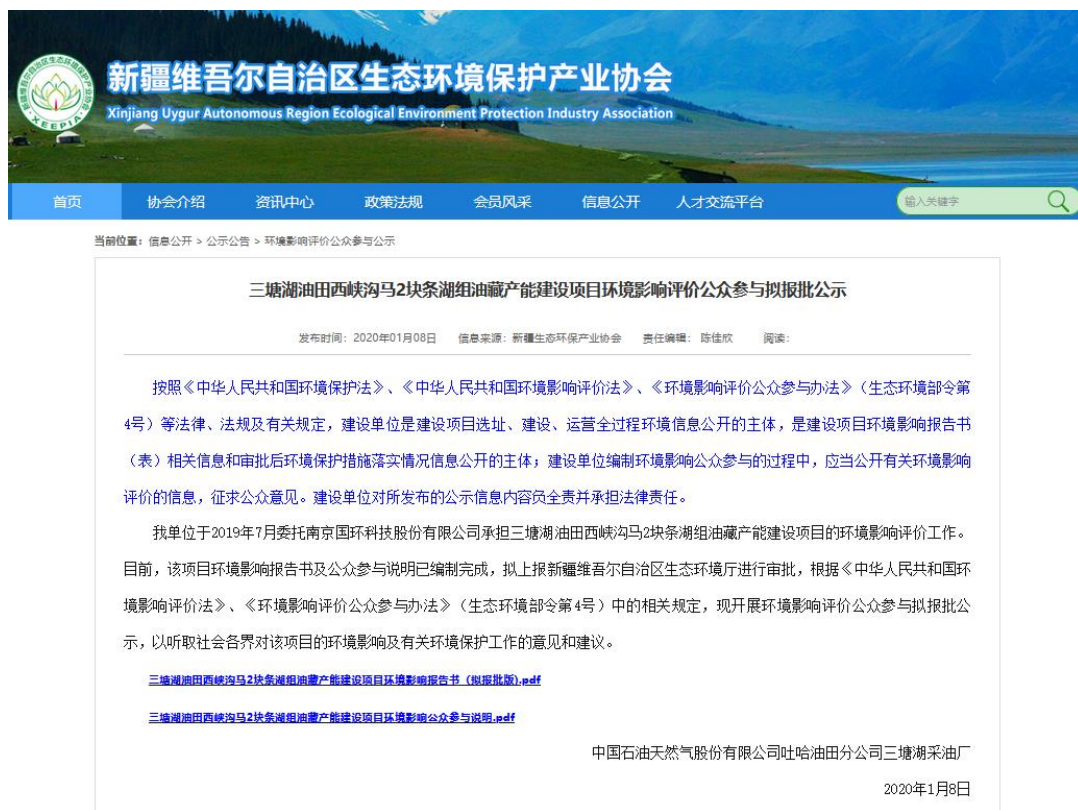 新疆维吾尔自治区生态环境保护产业协会
Xinjiang Uygur Autonomous Region Ecological Environment Protection Industry Association
XEEPIA
首页 协会介绍 资讯中心 政策法规 会员风采 信息公开 人才交流平台 输入关键字
当前位置：信息公开 > 公示公告 > 环境影响评价公众参与公示
三塘湖油田西峡沟马2块条湖组油藏产能建设项目环境影响评价公众参与拟报批公示
发布时间：2020年01月08日 信息来源：新疆生态环保产业协会 责任编辑：陈佳欣 阅读：
按照《中华人民共和国环境保护法》、《中华人民共和国环境影响评价法》、《环境影响评价公众参与办法》（生态环境部令第
4号）等法律、法规及有关规定，建设单位是建设项目选址、建设、运营全过程环境信息公开的主体，是建设项目环境影响报告书
（表）相关信息和审批后环境保护措施落实情况信息公开的主体；建设单位编制环境影响公众参与的过程中，应当公开有关环境影响
评价的信息，征求公众意见。建设单位对所发布的公示信息内容负全责并承担法律责任。
我单位于2019年7月委托南京国环科技股份有限公司承担三塘湖油田西峡沟马2块条湖组油藏产能建设项目的环境影响评价工作。
目前，该项目环境影响报告书及公众参与说明已编制完成，拟上报新疆维吾尔自治区生态环境厅进行审批，根据《中华人民共和国环
境影响评价法》、《环境影响评价公众参与办法》（生态环境部令第4号）中的相关规定，现开展环境影响评价公众参与拟报批公
示，以听取社会各界对该项目的环境影响及有关环境保护工作的意见和建议。
三塘湖油田西峡沟马2块条湖组油藏产能建设项目环境影响报告书（拟报批版).pdf
三塘湖油田西峡沟马2块条湖组油藏产能建设项目环境影响公众参与说明.pdf
中国石油天然气股份有限公司吐哈油田分公司三塘湖采油厂
2020年1月8日